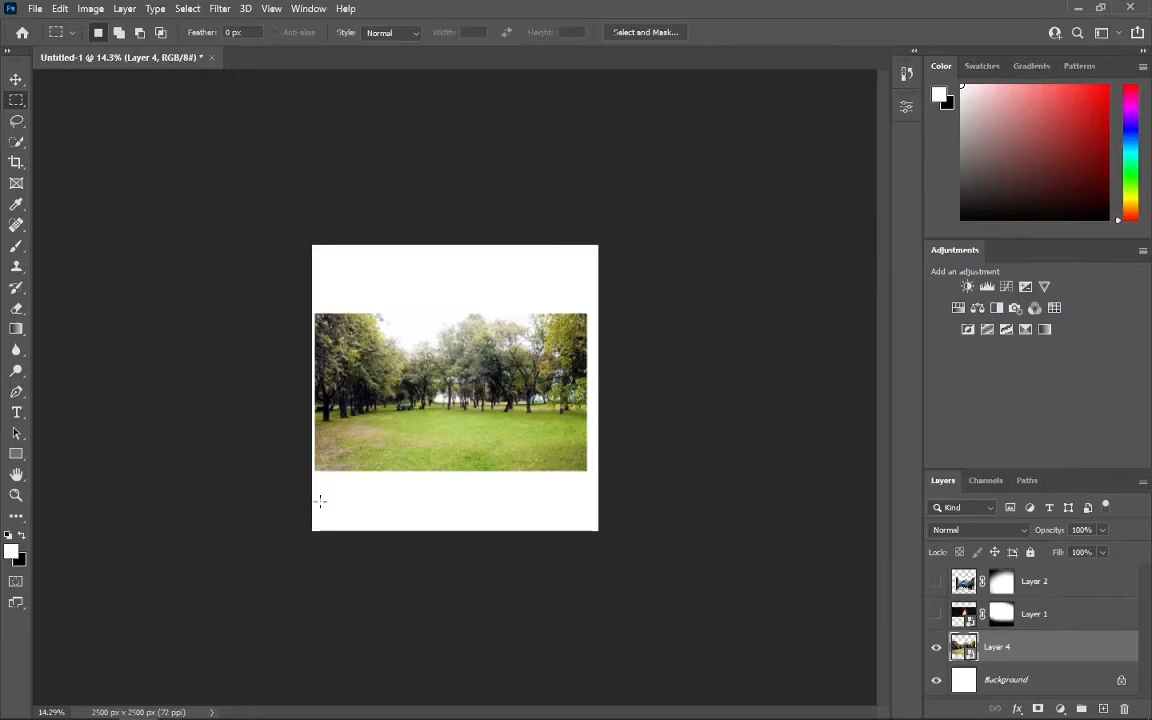 Ps File Edit Image Layer Type Select Filter 3D View Window Help
Feather: 0 px Anti-alias Style: Normal Width: Height: Select and Mask...
Untitled-1 @ 14.3% (Layer 4, RGB/8#) * ×
Color Swatches Gradients Patterns
Adjustments
Add an adjustment
Layers Channels Paths
Kind
Normal Opacity: 100%
Lock: Fill: 100%
Layer 2
Layer 1
Layer 4
Background
14.29% 2500 px x 2500 px (72 ppi)